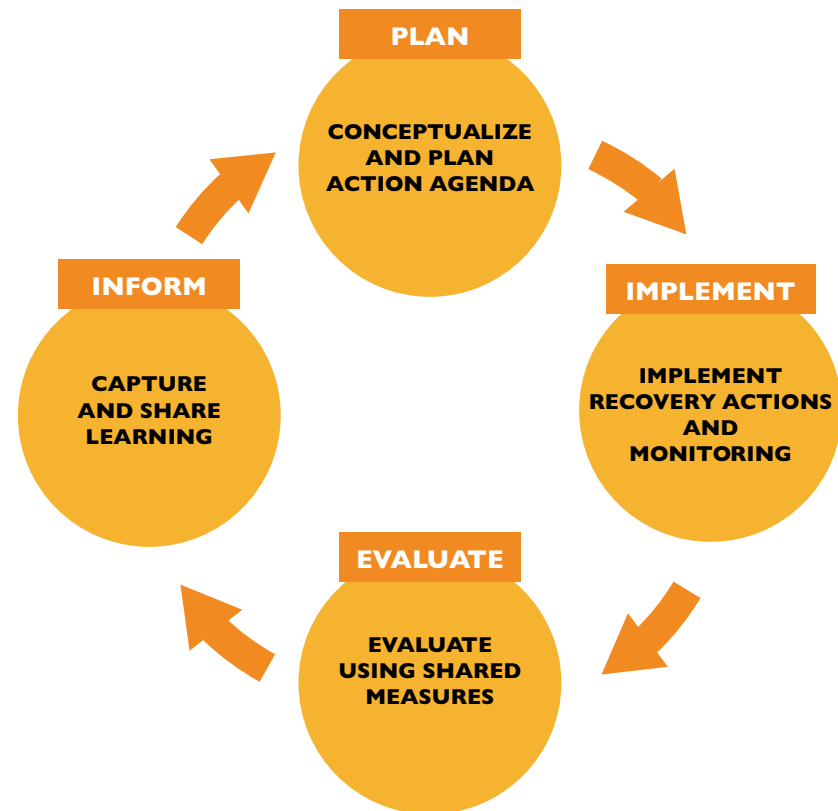 PLAN
CONCEPTUALIZE
AND PLAN
ACTION AGENDA
IMPLEMENT
IMPLEMENT
RECOVERY ACTIONS
AND
MONITORING
EVALUATE
EVALUATE
USING SHARED
MEASURES
INFORM
CAPTURE
AND SHARE
LEARNING